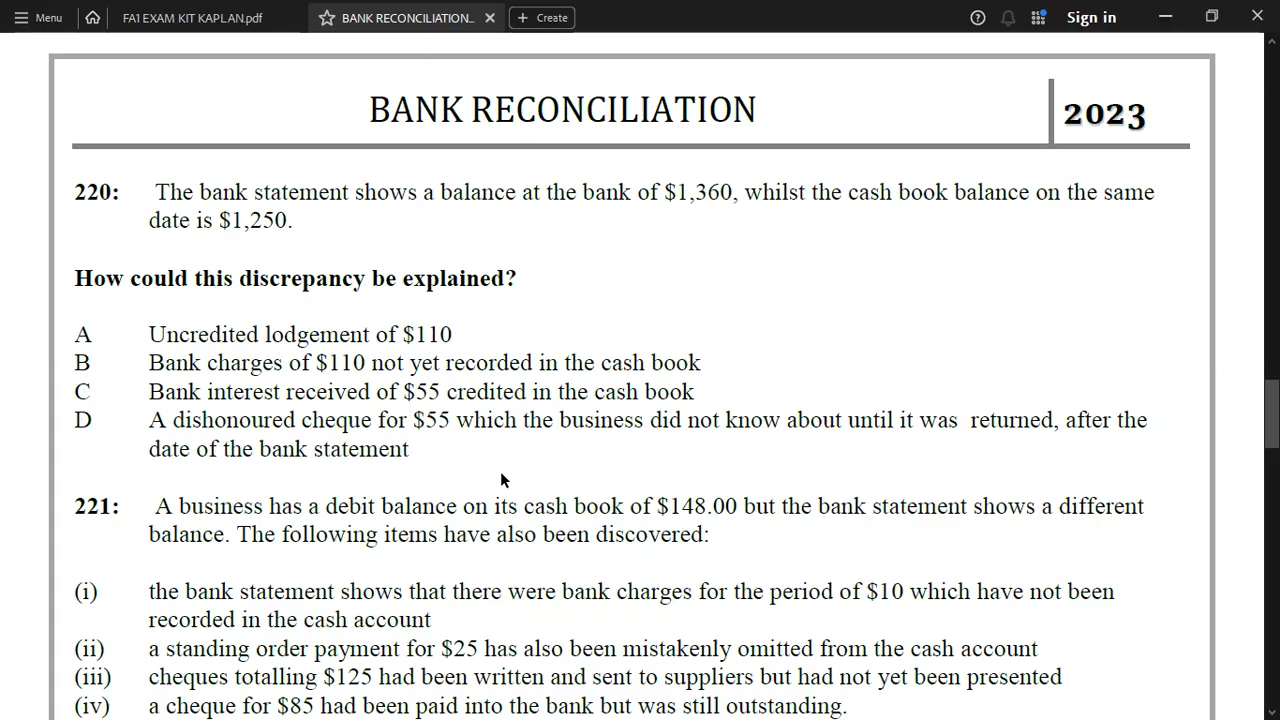 Menu FA1 EXAM KIT KAPLAN.pdf BANK RECONCILIATION... Create Sign in
BANK RECONCILIATION 2023
220: The bank statement shows a balance at the bank of $1,360, whilst the cash book balance on the same
date is $1,250.
How could this discrepancy be explained?
A Uncredited lodgement of $110
B Bank charges of $110 not yet recorded in the cash book
C Bank interest received of $55 credited in the cash book
D A dishonoured cheque for $55 which the business did not know about until it was returned, after the
date of the bank statement
221: A business has a debit balance on its cash book of $148.00 but the bank statement shows a different
balance. The following items have also been discovered:
(i) the bank statement shows that there were bank charges for the period of $10 which have not been
recorded in the cash account
(ii) a standing order payment for $25 has also been mistakenly omitted from the cash account
(iii) cheques totalling $125 had been written and sent to suppliers but had not yet been presented
(iv) a cheque for $85 had been paid into the bank but was still outstanding.